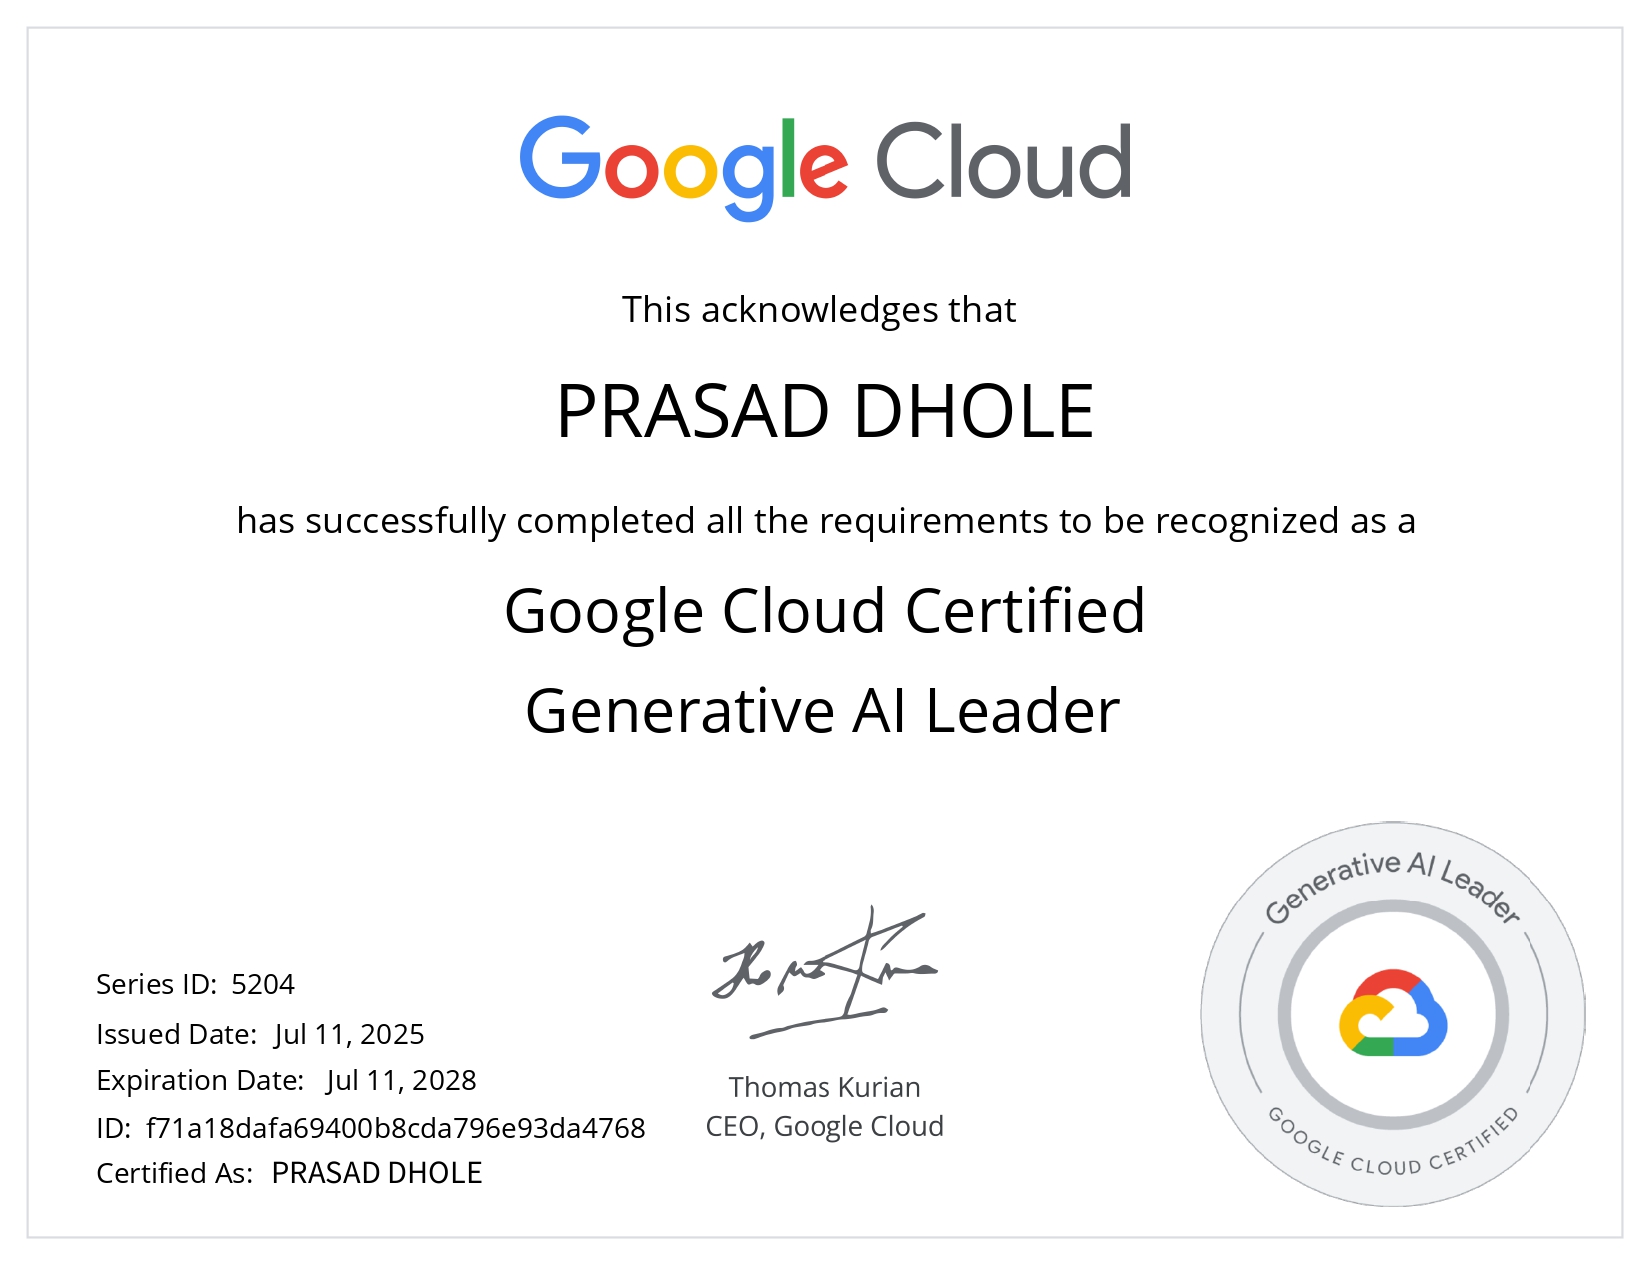 Google Cloud
This acknowledges that
PRASAD DHOLE
has successfully completed all the requirements to be recognized as a
Google Cloud Certified
Generative AI Leader
Series ID: 5204
Issued Date: Jul 11, 2025
Expiration Date: Jul 11, 2028
ID: f71a18dafa69400b8cda796e93da4768
Certified As: PRASAD DHOLE
Thomas Kurian
CEO, Google Cloud
Generative AI Leader
GOOGLE CLOUD CERTIFIED